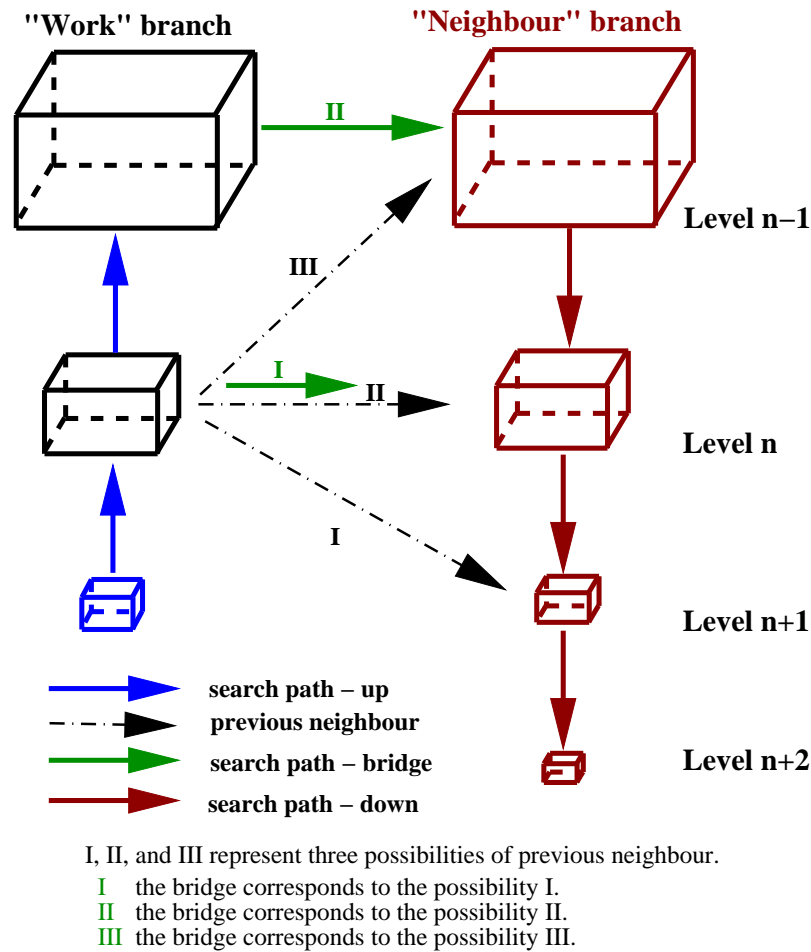 "Work" branch
"Neighbour" branch
II
Level n−1
III
I
II
Level n
I
Level n+1
search path − up
previous neighbour
search path − bridge
Level n+2
search path − down
I, II, and III represent three possibilities of previous neighbour.
I the bridge corresponds to the possibility I.
II the bridge corresponds to the possibility II.
III the bridge corresponds to the possibility III.